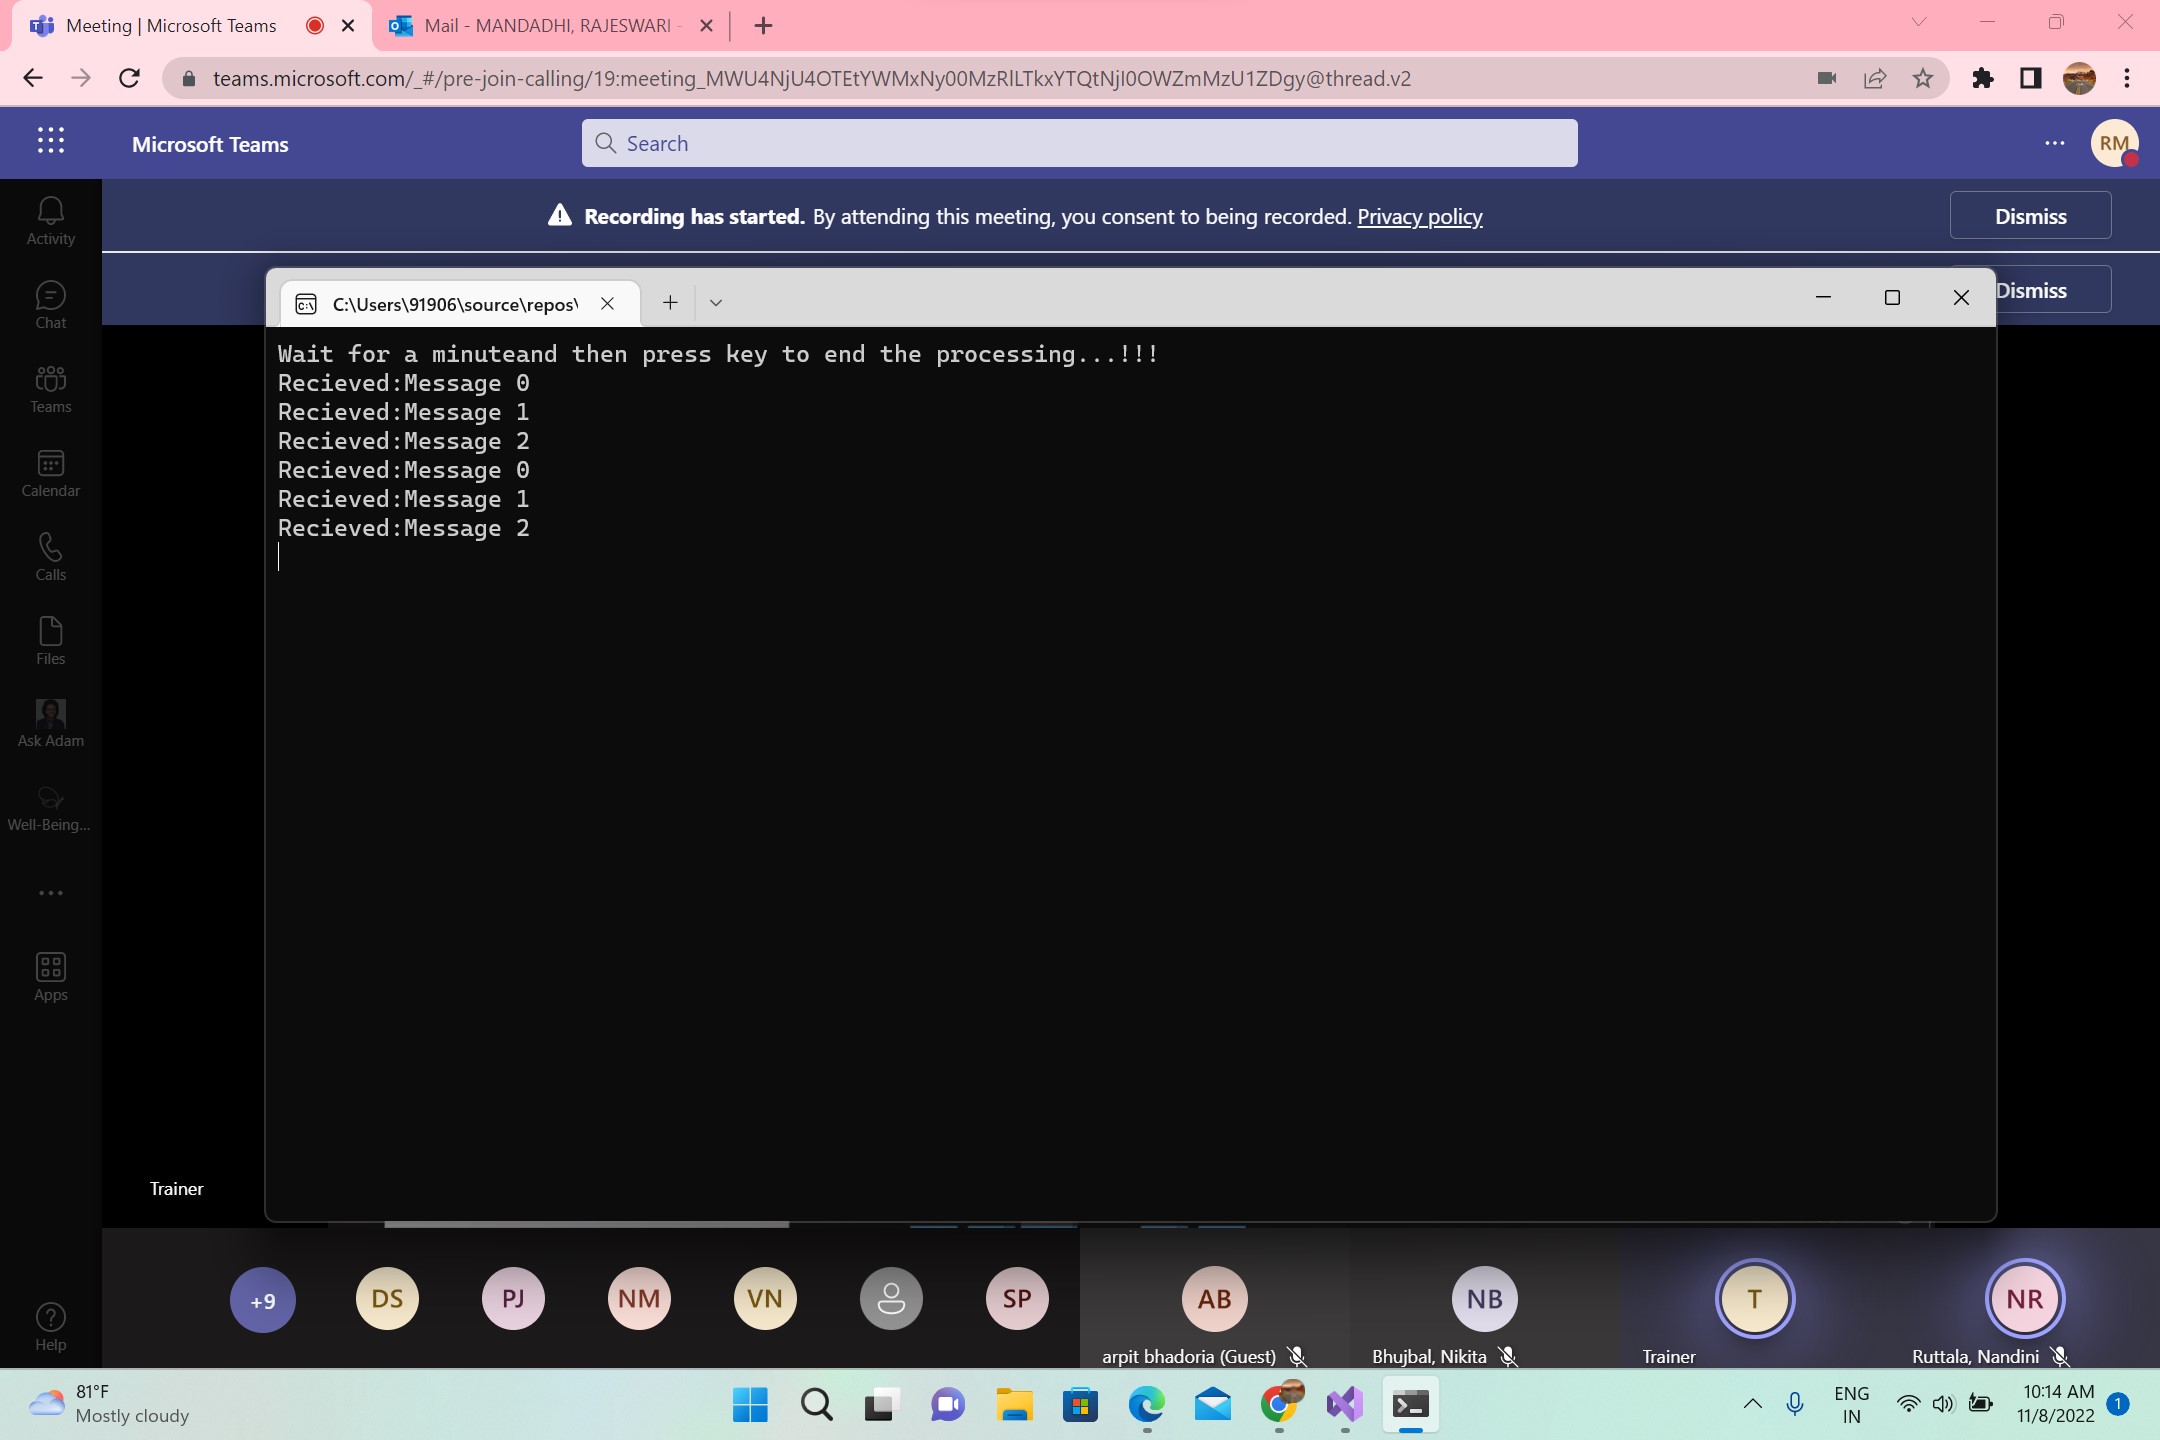 Meeting | Microsoft Teams
Mail - MANDADHI, RAJESWARI -
teams.microsoft.com/_#/pre-join-calling/19:meeting_MWU4NjU4OTEtYWMxNy00MzRlLTkxYTQtNjI0OWZmMzU1ZDgy@thread.v2
Microsoft Teams
Search
RM
Recording has started. By attending this meeting, you consent to being recorded. Privacy policy
Dismiss
Dismiss
Activity
Chat
Teams
Calendar
Calls
Files
Ask Adam
Well-Being...
Apps
Help
C:\Users\91906\source\repos\
Wait for a minuteand then press key to end the processing...!!!
Recieved:Message 0
Recieved:Message 1
Recieved:Message 2
Recieved:Message 0
Recieved:Message 1
Recieved:Message 2
Trainer
+9
DS
PJ
NM
VN
SP
AB
NB
T
NR
arpit bhadoria (Guest)
Bhujbal, Nikita
Trainer
Ruttala, Nandini
81°F
Mostly cloudy
ENG
IN
10:14 AM
11/8/2022
1